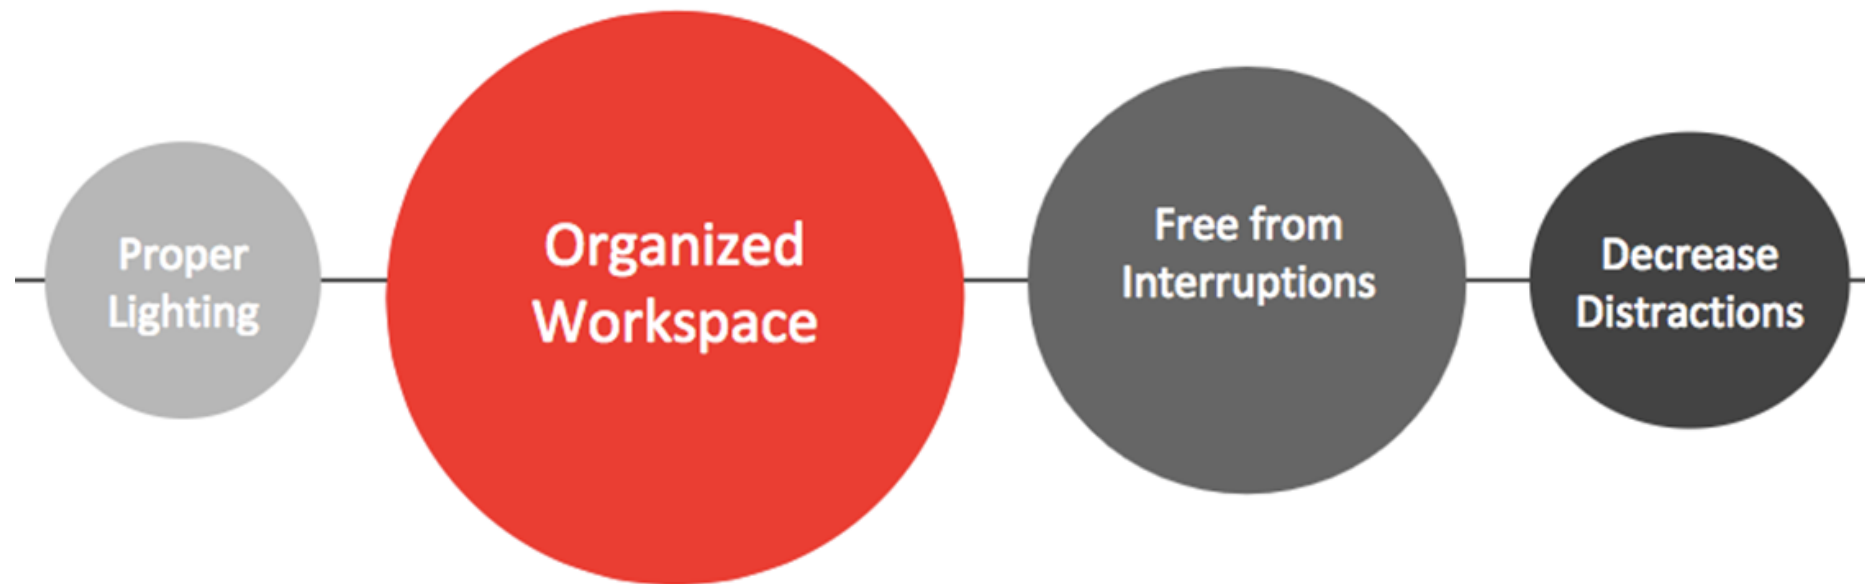 Proper
Lighting
Organized
Workspace
Free from
Interruptions
Decrease
Distractions